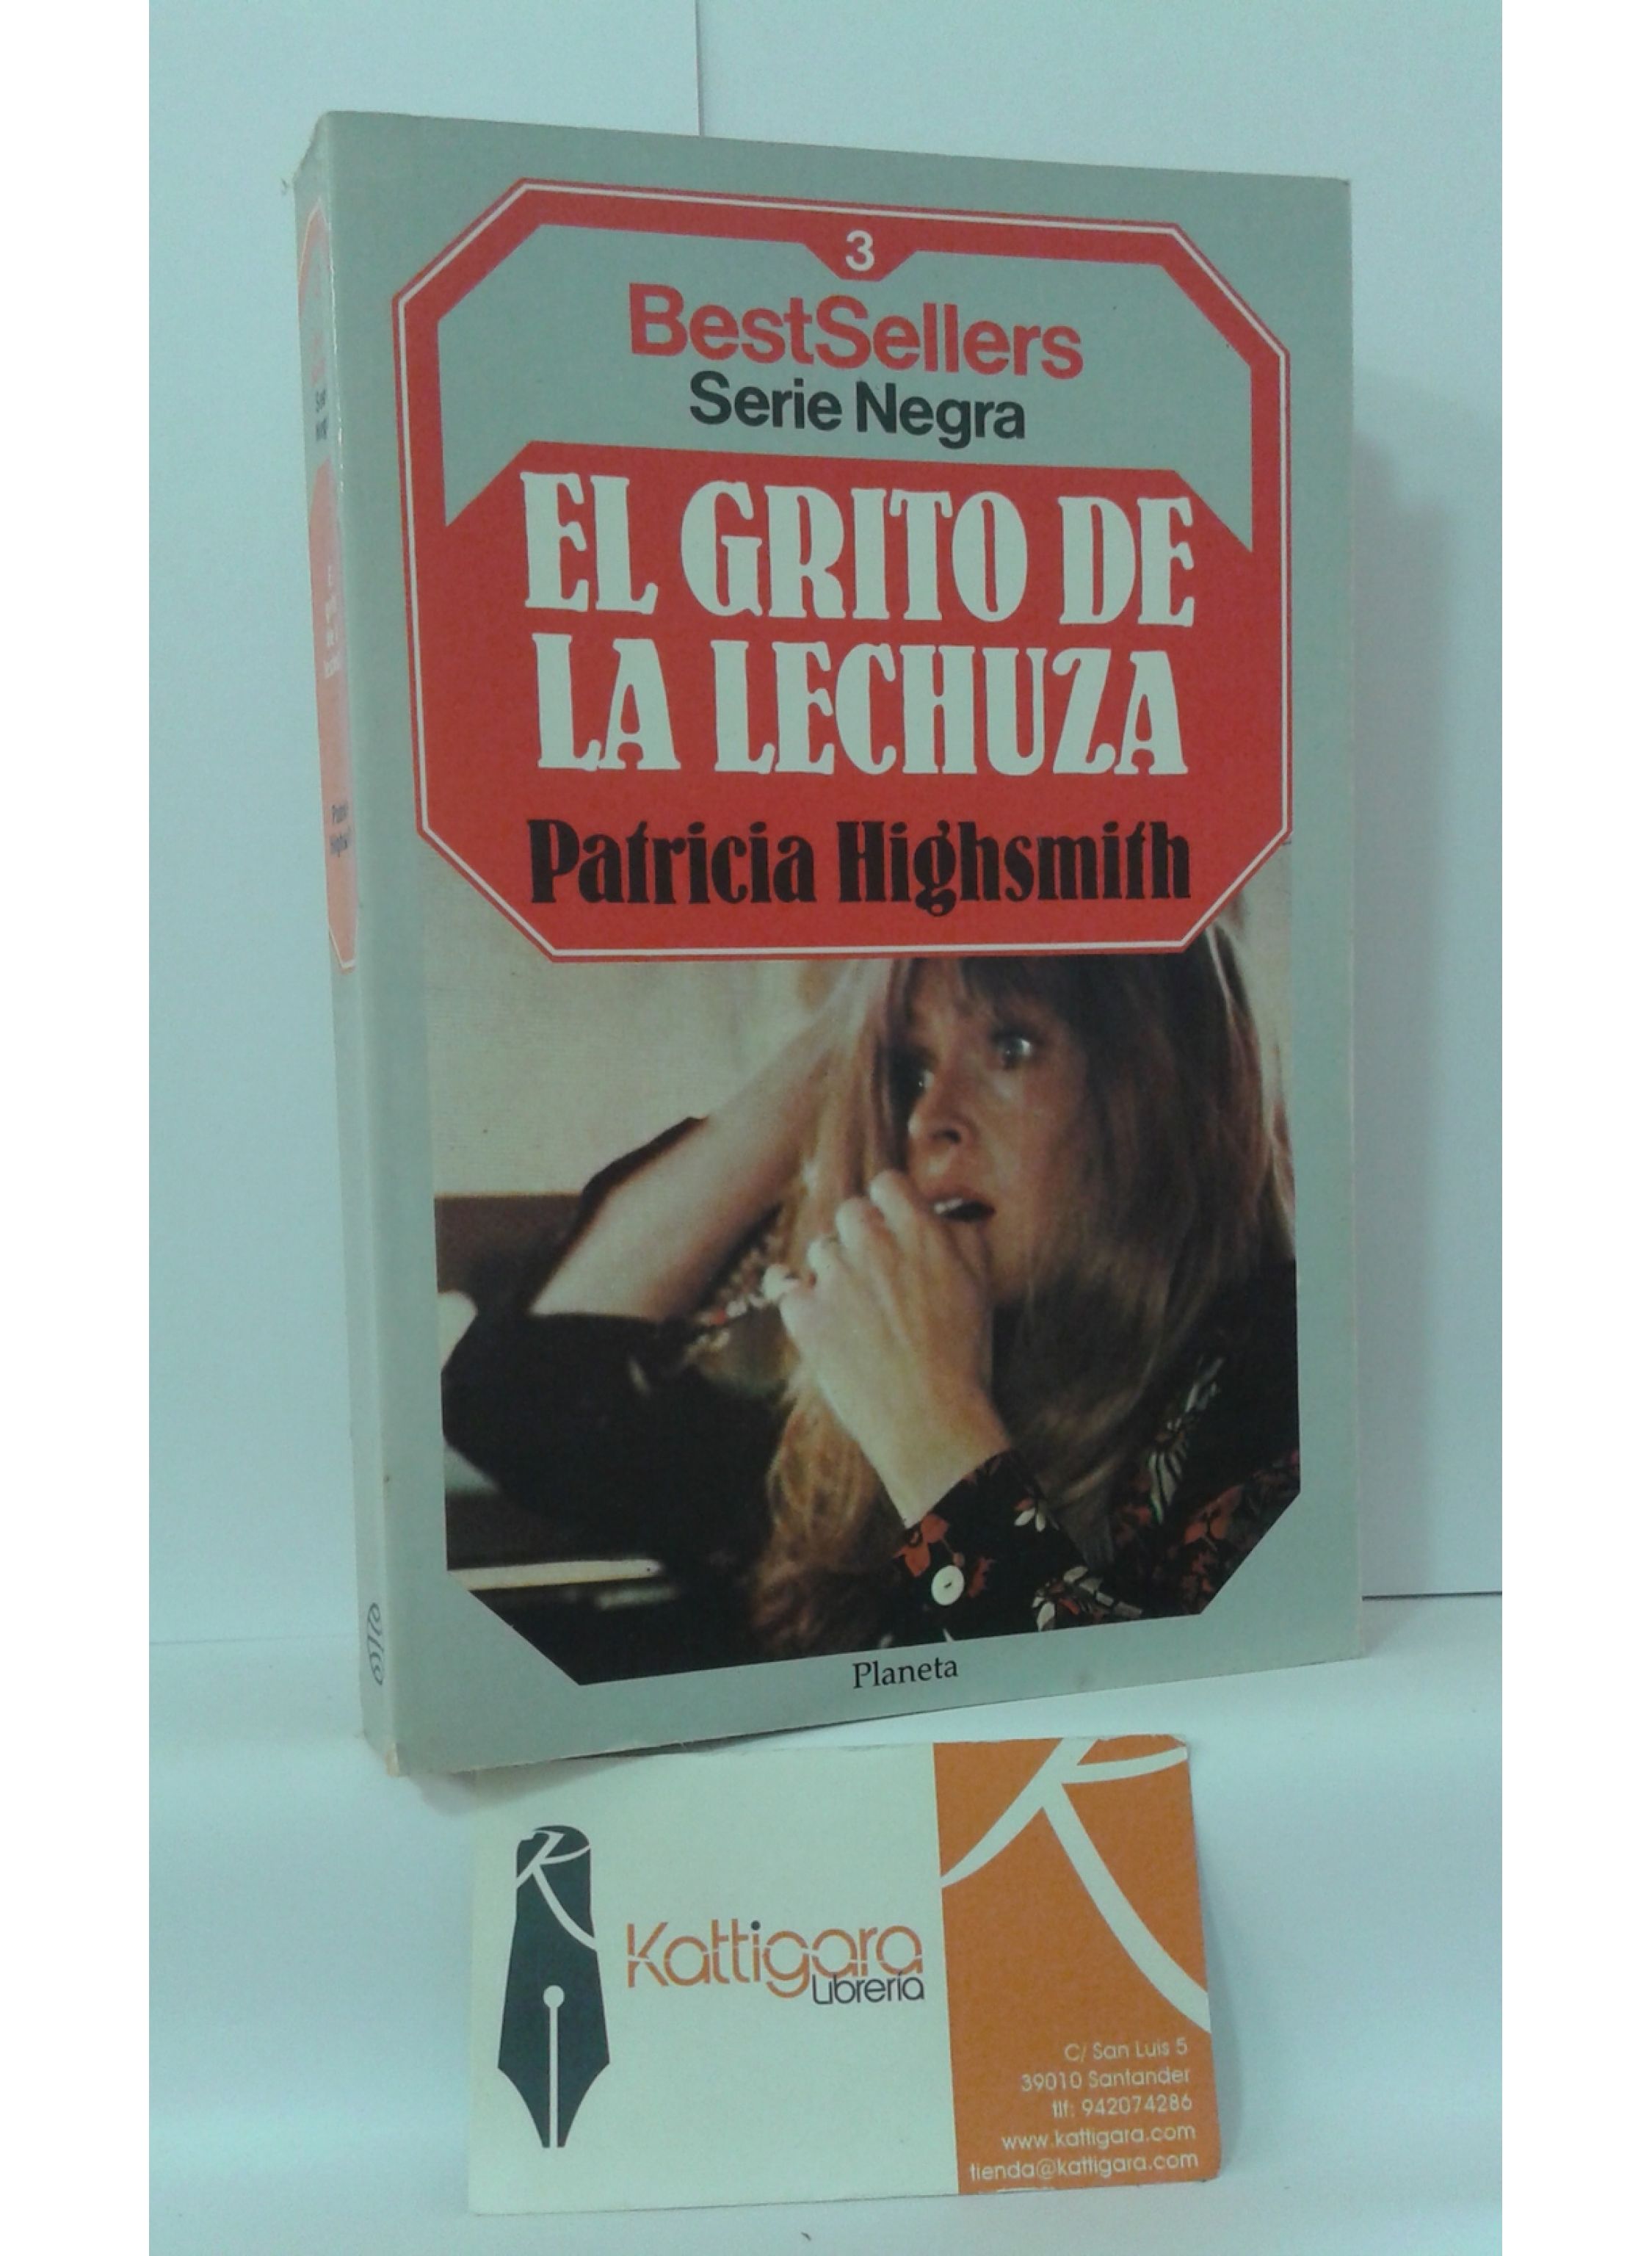 3
BestSellers
Serie Negra
EL GRITO DE
LA LECHUZA
Patricia Highsmith
Planeta
Kattigara
Librería
C/ San Luis 5
39010 Santander
tlf: 942074286
www.kattigara.com
tienda@kattigara.com